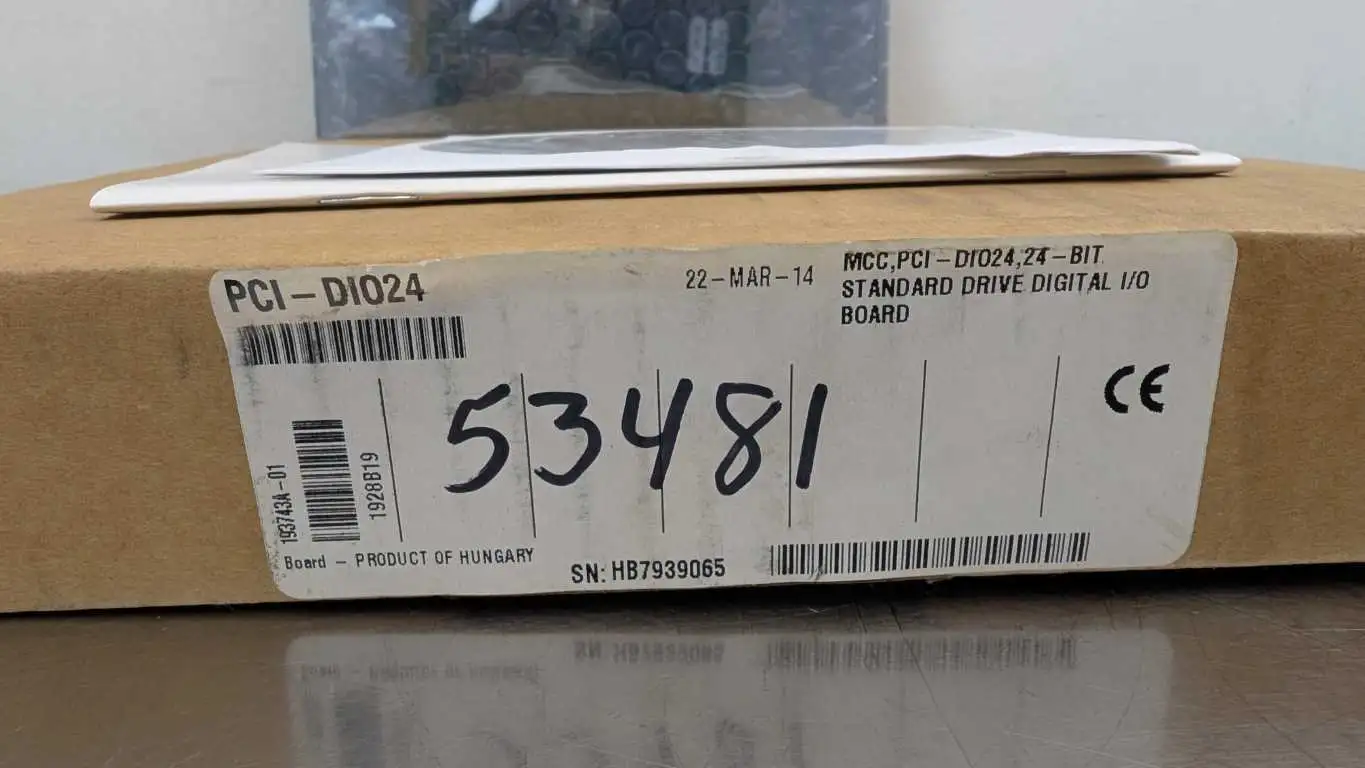 PCI-DIO24
22-MAR-14
MCC,PCI-DIO24,24-BIT
STANDARD DRIVE DIGITAL I/O
BOARD
53481
CE
193743A-01
1928B19
Board - PRODUCT OF HUNGARY
SN: HB7939065